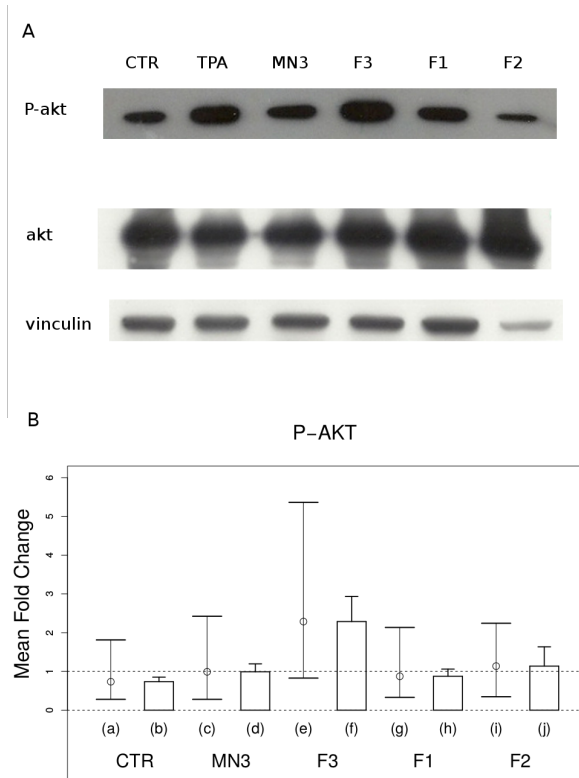 A
CTR TPA MN3 F3 F1 F2
P-akt
akt
vinculin
B
P−AKT
Mean Fold Change
6
5
4
3
2
1
0
(a) (b) (c) (d) (e) (f) (g) (h) (i) (j)
CTR MN3 F3 F1 F2